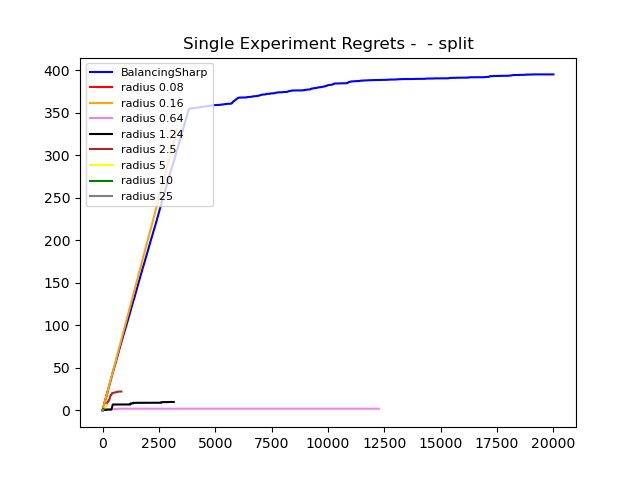 Single Experiment Regrets -  - split
400
350
300
250
200
150
100
50
0
BalancingSharp
radius 0.08
radius 0.16
radius 0.64
radius 1.24
radius 2.5
radius 5
radius 10
radius 25
0 2500 5000 7500 10000 12500 15000 17500 20000